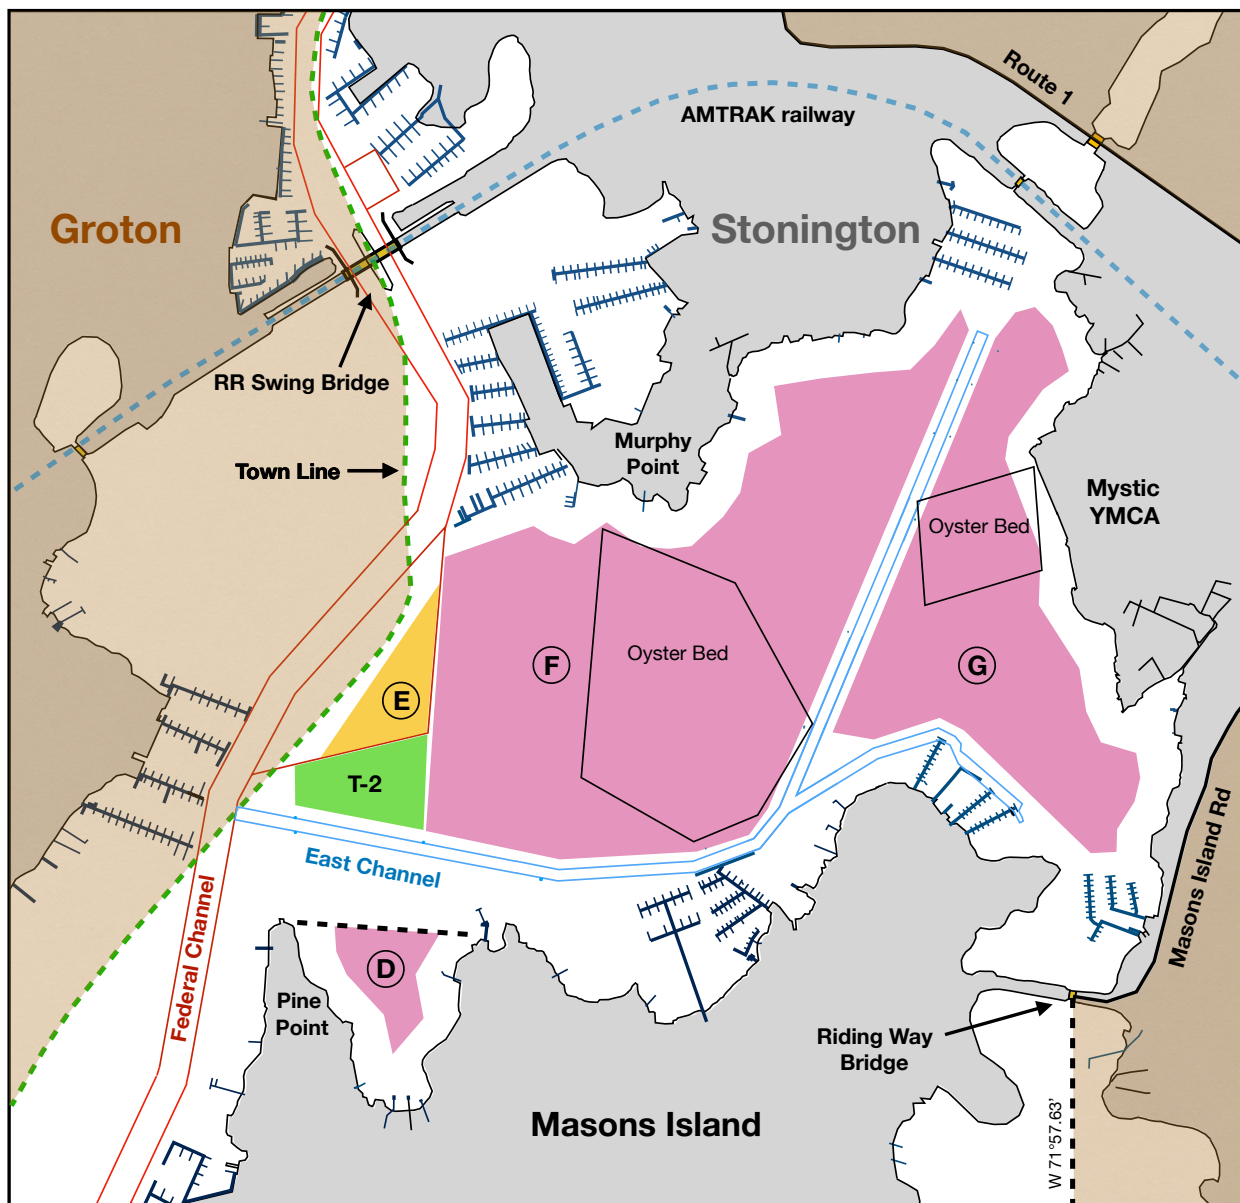 Route 1
AMTRAK railway
Groton
Stonington
RR Swing Bridge
Town Line
Murphy
Point
Mystic
YMCA
Oyster Bed
Oyster Bed
F
G
E
T-2
East Channel
Federal Channel
Masons Island Rd
D
Pine
Point
Riding Way
Bridge
Masons Island
W 71°57.63'